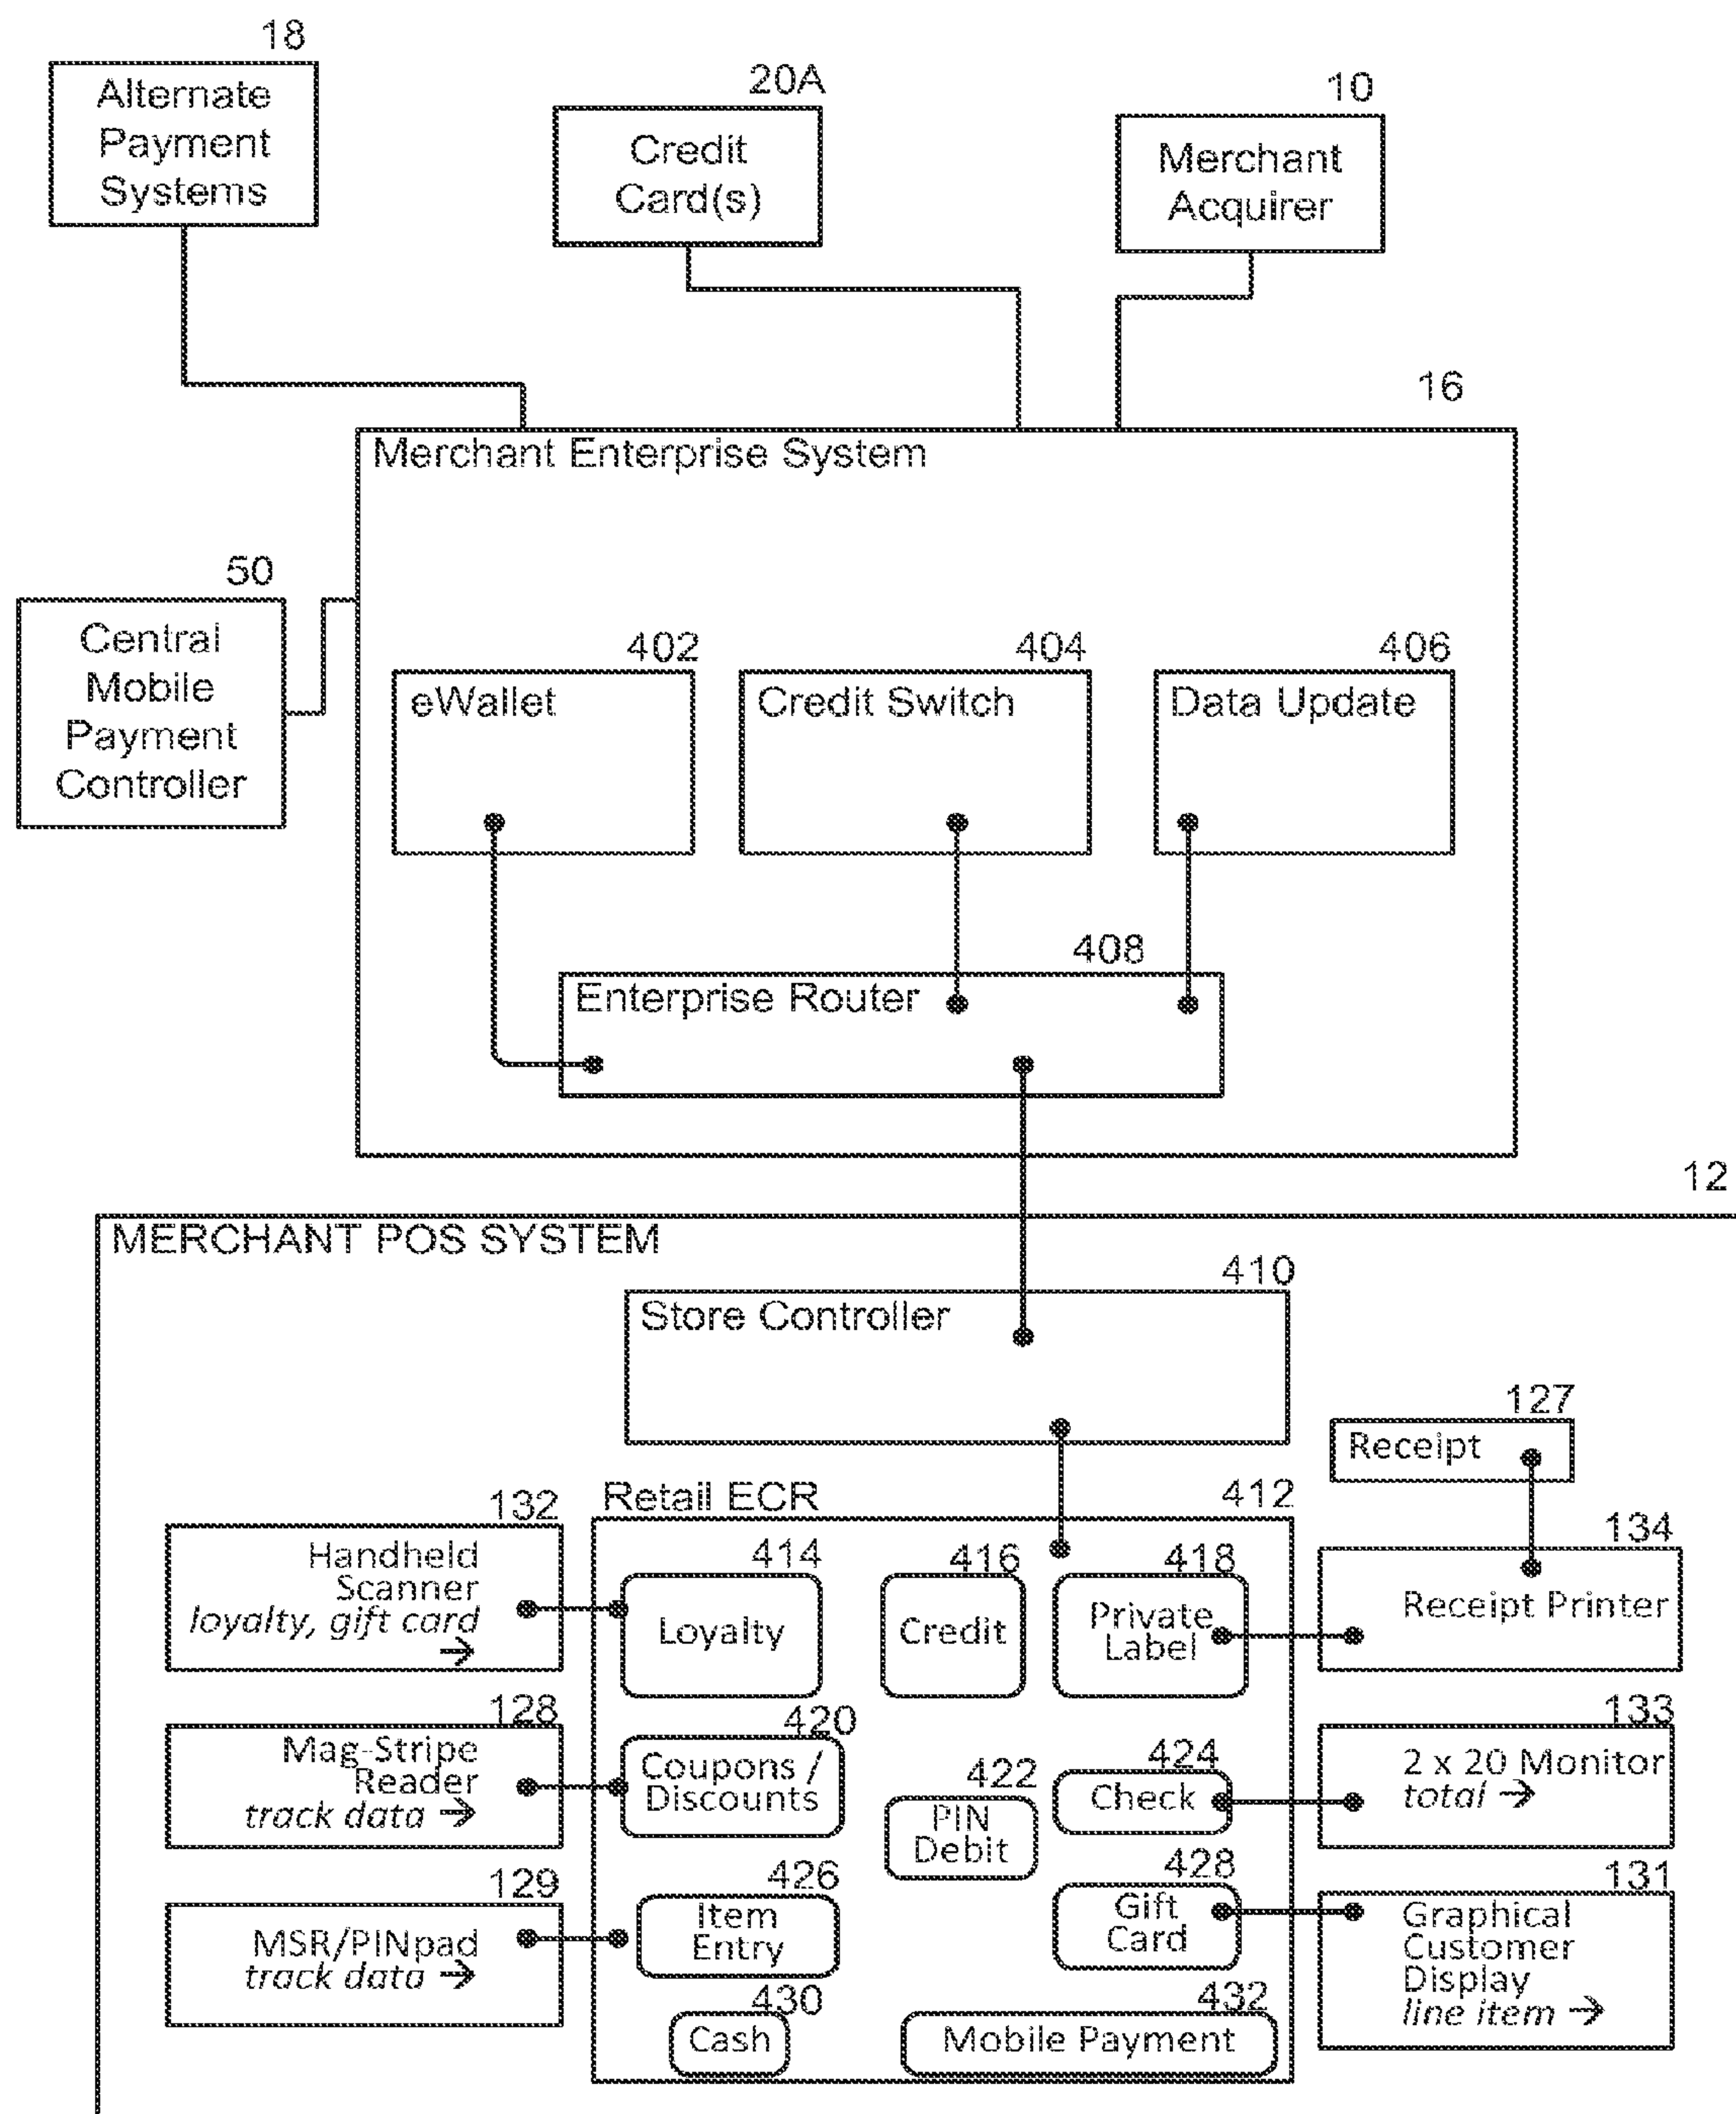 18
Alternate
Payment
Systems
20A
Credit
Card(s)
10
Merchant
Acquirer
16
Merchant Enterprise System
50
Central
Mobile
Payment
Controller
402
eWallet
404
Credit Switch
406
Data Update
408
Enterprise Router
12
MERCHANT POS SYSTEM
410
Store Controller
127
Receipt
Retail ECR
412
132
Handheld
Scanner
loyalty, gift card
→
414
Loyalty
416
Credit
418
Private
Label
134
Receipt Printer
128
Mag-Stripe
Reader
track data →
420
Coupons /
Discounts
422
PIN
Debit
424
Check
133
2 x 20 Monitor
total →
129
MSR/PINpad
track data →
426
Item
Entry
428
Gift
Card
131
Graphical
Customer
Display
line item →
430
Cash
432
Mobile Payment